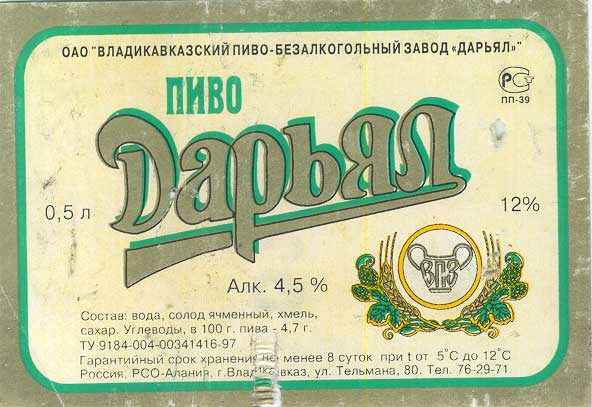 ОАО "ВЛАДИКАВКАЗСКИЙ ПИВО-БЕЗАЛКОГОЛЬНЫЙ ЗАВОД «ДАРЬЯЛ»"
ПИВО
Дарьял
РС
ПП-39
0,5 л
12%
Алк. 4,5 %
ВПЗ
Состав: вода, солод ячменный, хмель,
сахар. Углеводы, в 100 г. пива - 4,7 г.
ТУ 9184-004-00341416-97
Гарантийный срок хранения не менее 8 суток при t от 5°С до 12°С
Россия, РСО-Алания, г.Владикавказ, ул. Тельмана, 80. Тел. 76-29-71